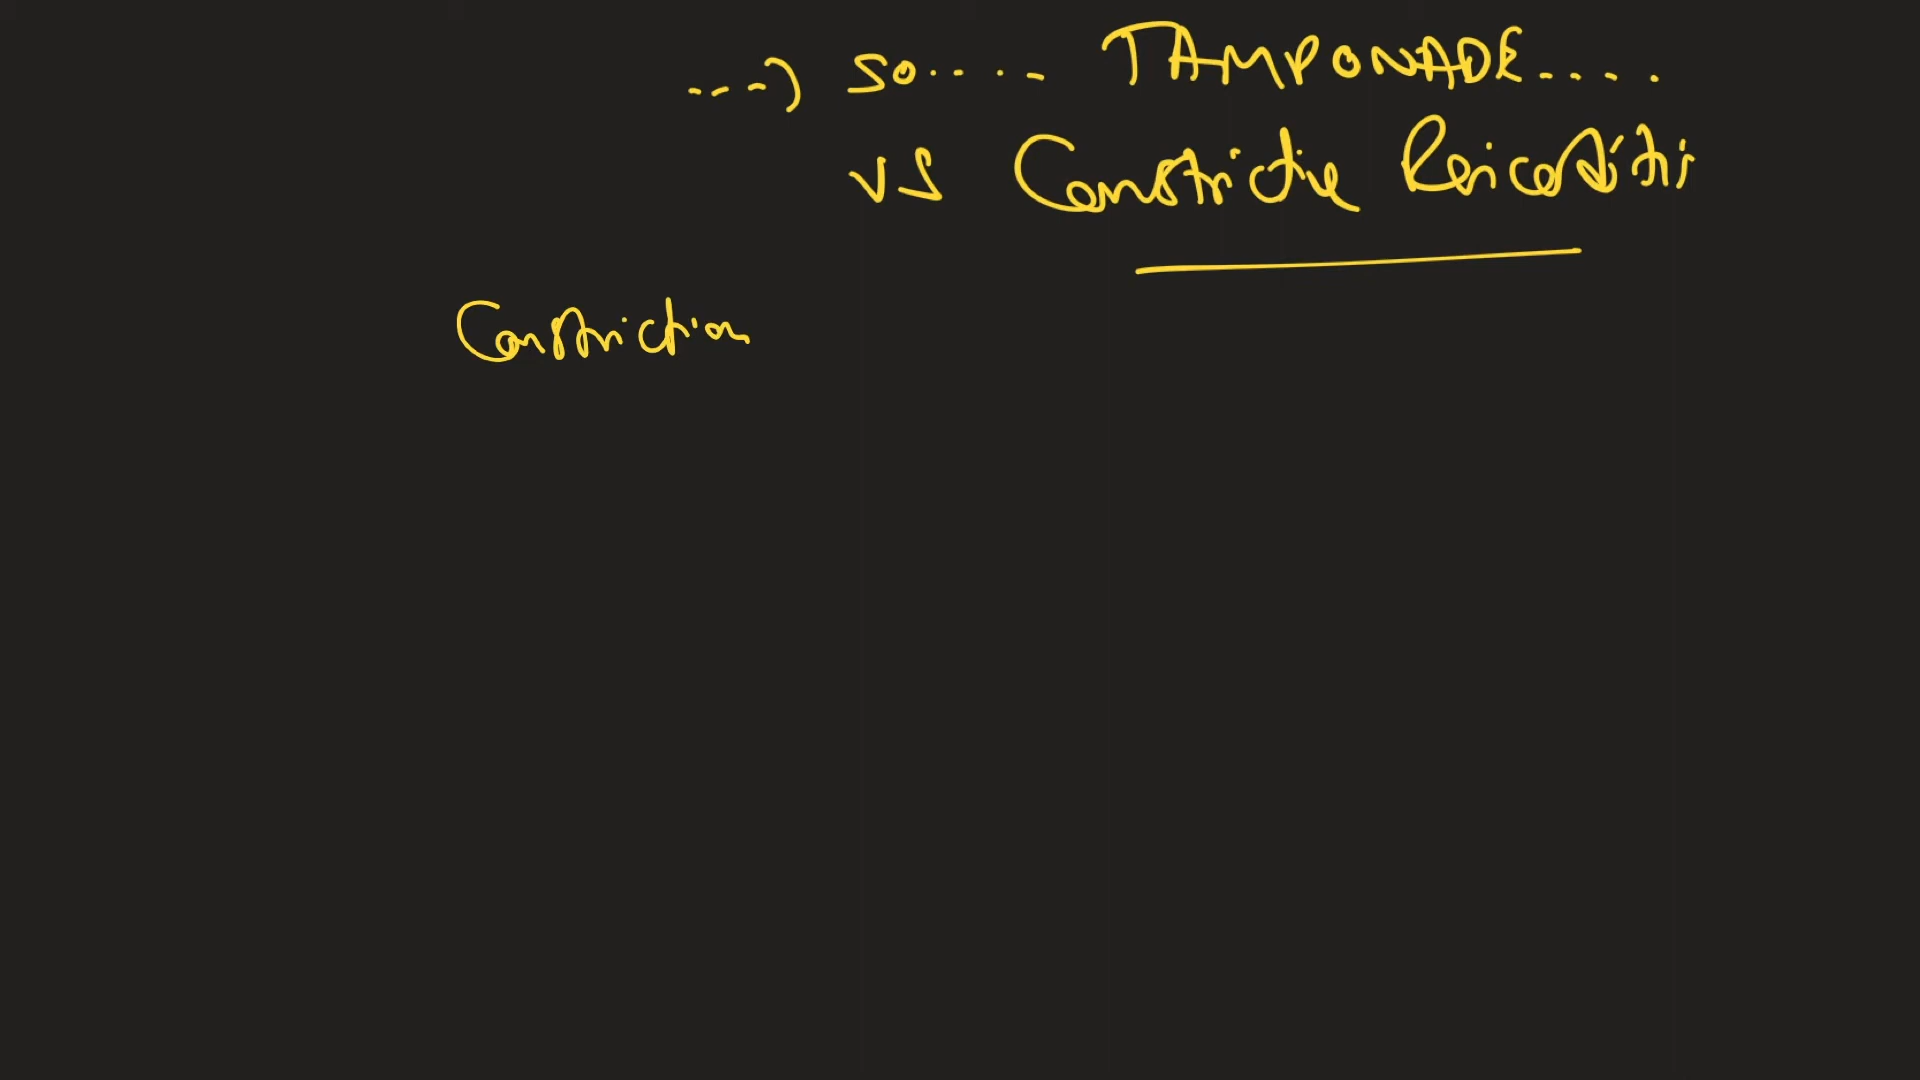 ---) so..... TAMPONADE.....
vs Constrictive Pericarditis
Constriction